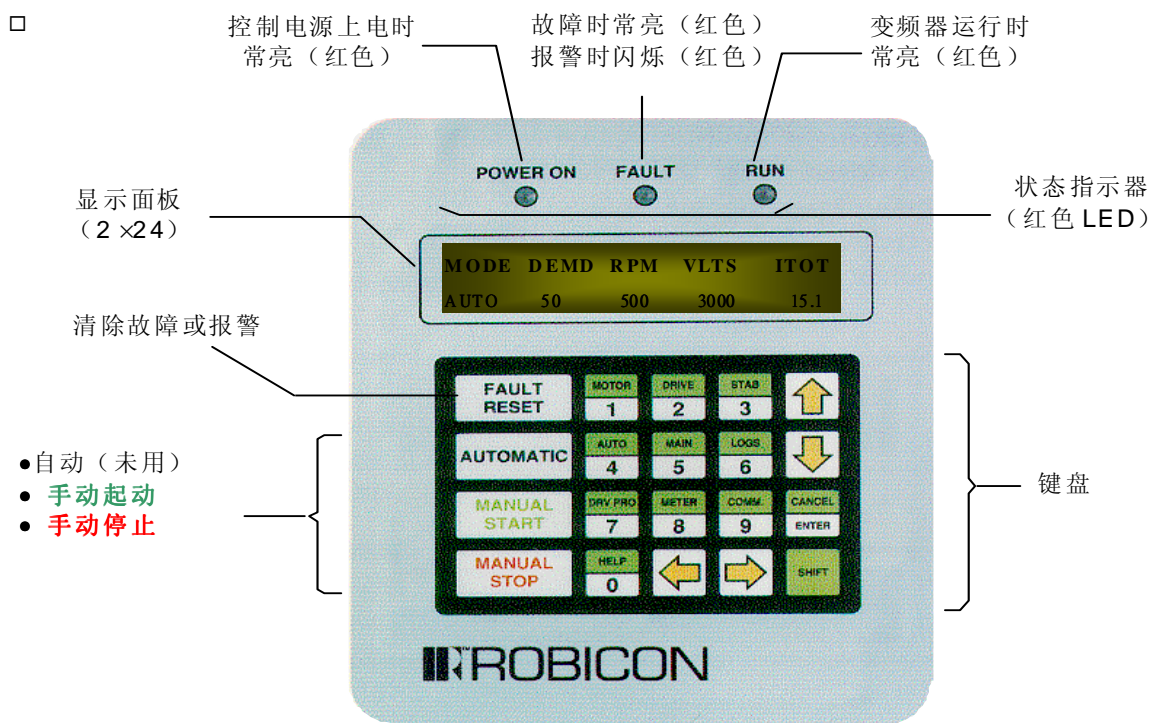 控制电源上电时
常亮（红色）
故障时常亮（红色）
报警时闪烁（红色）
变频器运行时
常亮（红色）
POWER ON FAULT RUN
显示面板
（2×24）
状态指示器
（红色 LED）
MODE DEMD RPM VLTS ITOT
AUTO 50 500 3000 15.1
清除故障或报警
FAULT
RESET
MOTOR DRIVE STAB
1 2 3
AUTOMATIC
AUTO MAIN LOGS
4 5 6
●自动（未用）
● 手动起动
● 手动停止
键盘
MANUAL
START
DRV PRO METER COMM. CANCEL
7 8 9 ENTER
MANUAL
STOP
HELP
0
SHIFT
ROBICON